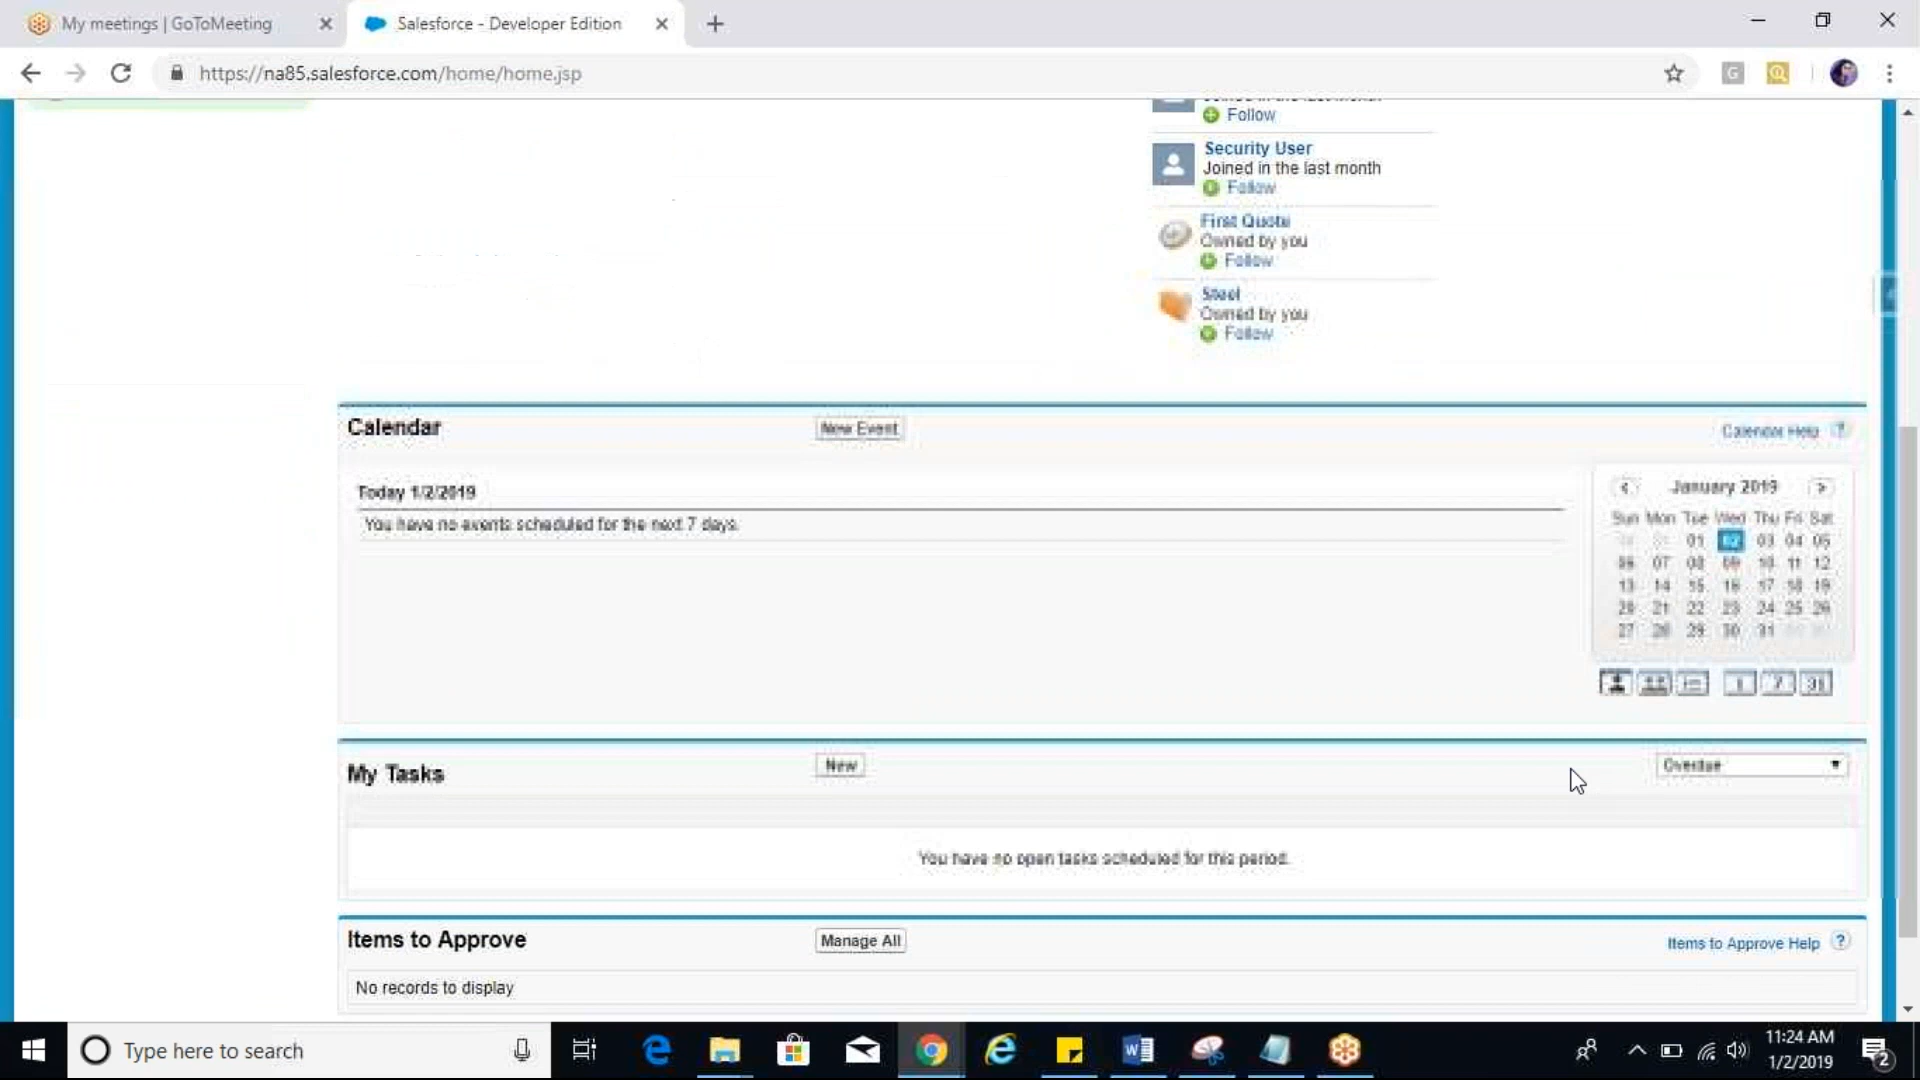 My meetings | GoToMeeting
Salesforce - Developer Edition
https://na85.salesforce.com/home/home.jsp
Follow
Security User
Joined in the last month
Follow
First Quote
Owned by you
Follow
Steel
Owned by you
Follow
Calendar
New Event
Calendar Help ?
Today 1/2/2019
You have no events scheduled for the next 7 days.
January 2019
Sun Mon Tue Wed Thu Fri Sat
01 02 03 04 05
06 07 08 09 10 11 12
13 14 15 16 17 18 19
20 21 22 23 24 25 26
27 28 29 30 31
1 7 31
My Tasks
New
Overdue
You have no open tasks scheduled for this period.
Items to Approve
Manage All
Items to Approve Help ?
No records to display
Type here to search
11:24 AM
1/2/2019
2